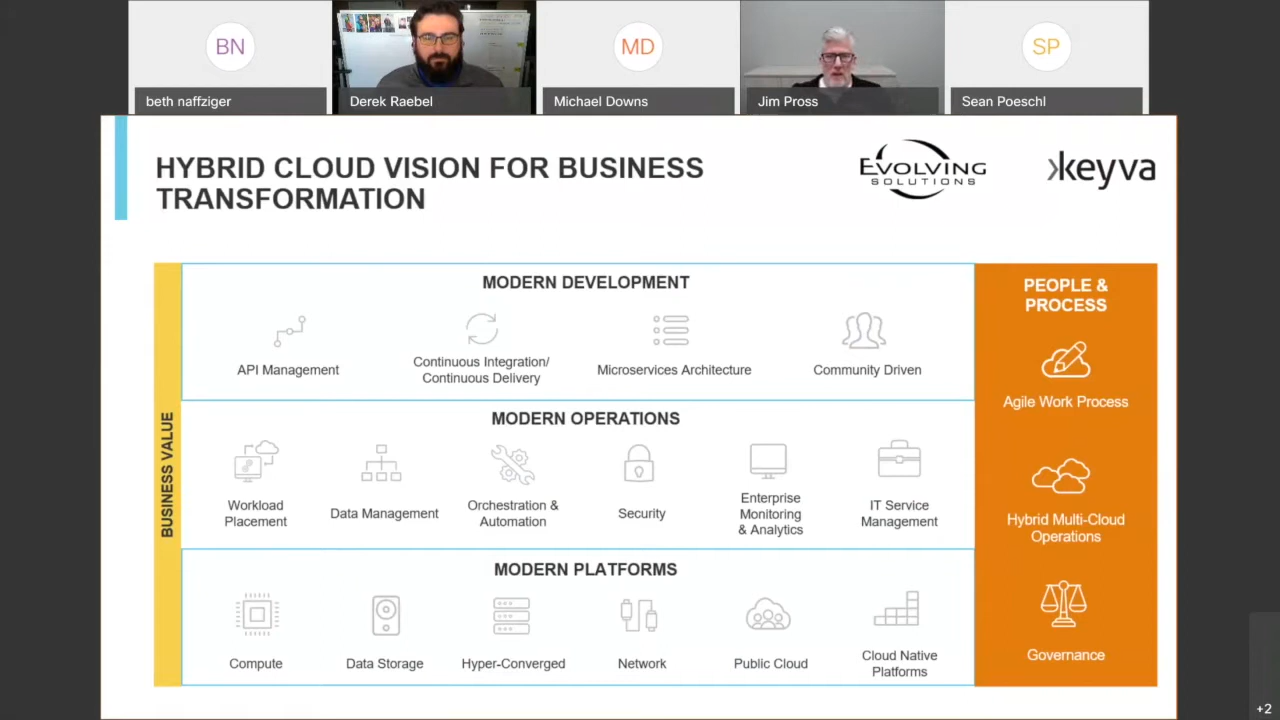 BN
MD
SP
beth naffziger
Derek Raebel
Michael Downs
Jim Pross
Sean Poeschl
HYBRID CLOUD VISION FOR BUSINESS
TRANSFORMATION
EVOLVING
SOLUTIONS
keyva
BUSINESS VALUE
MODERN DEVELOPMENT
API Management
Continuous Integration/
Continuous Delivery
Microservices Architecture
Community Driven
MODERN OPERATIONS
Workload
Placement
Data Management
Orchestration &
Automation
Security
Enterprise
Monitoring
& Analytics
IT Service
Management
MODERN PLATFORMS
Compute
Data Storage
Hyper-Converged
Network
Public Cloud
Cloud Native
Platforms
PEOPLE &
PROCESS
Agile Work Process
Hybrid Multi-Cloud
Operations
Governance
+2